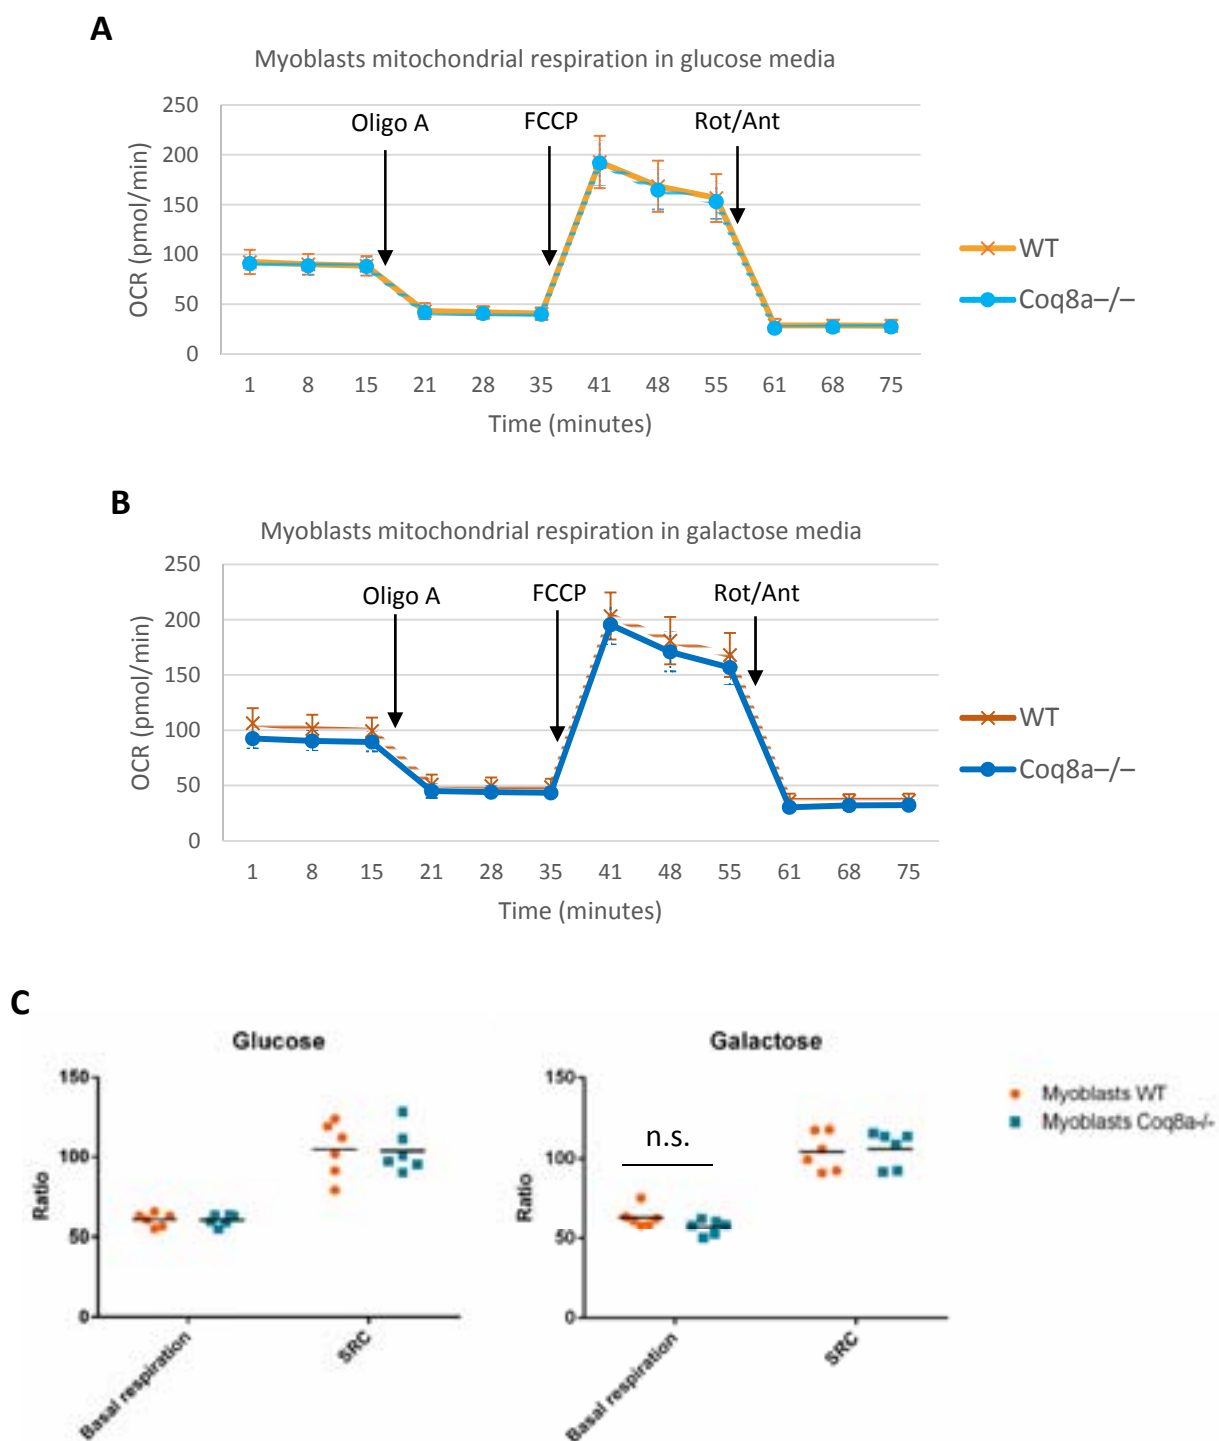 A
Myoblasts mitochondrial respiration in glucose media
250
200
150
100
50
0
OCR (pmol/min)
Oligo A
FCCP
Rot/Ant
1 8 15 21 28 35 41 48 55 61 68 75
Time (minutes)
WT
Coq8a–/–
B
Myoblasts mitochondrial respiration in galactose media
250
200
150
100
50
0
OCR (pmol/min)
Oligo A
FCCP
Rot/Ant
1 8 15 21 28 35 41 48 55 61 68 75
Time (minutes)
WT
Coq8a–/–
C
Glucose
150
100
50
0
Ratio
Basal respiration
SRC
Galactose
150
100
50
0
Ratio
n.s.
Basal respiration
SRC
Myoblasts WT
Myoblasts Coq8a-/-